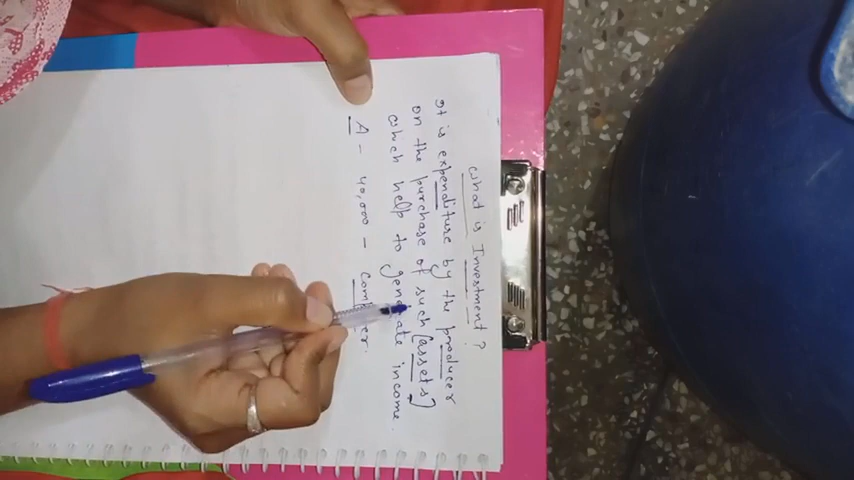 What is Investment?
It is expenditure by the producer
on the purchase of such [assets]
which help to generate income.
A - 40,000 - computer.